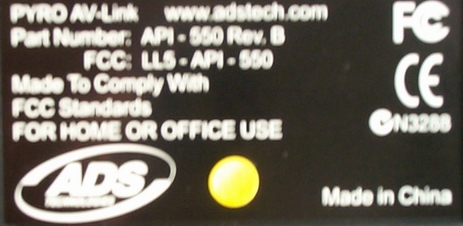 PYRO AV-Link www.adstech.com
Part Number: API - 550 Rev. B
FCC: LL5 - API - 550
Made To Comply With
FCC Standards
FOR HOME OR OFFICE USE
FC
CE
N3288
ADS
TECHNOLOGIES
Made in China